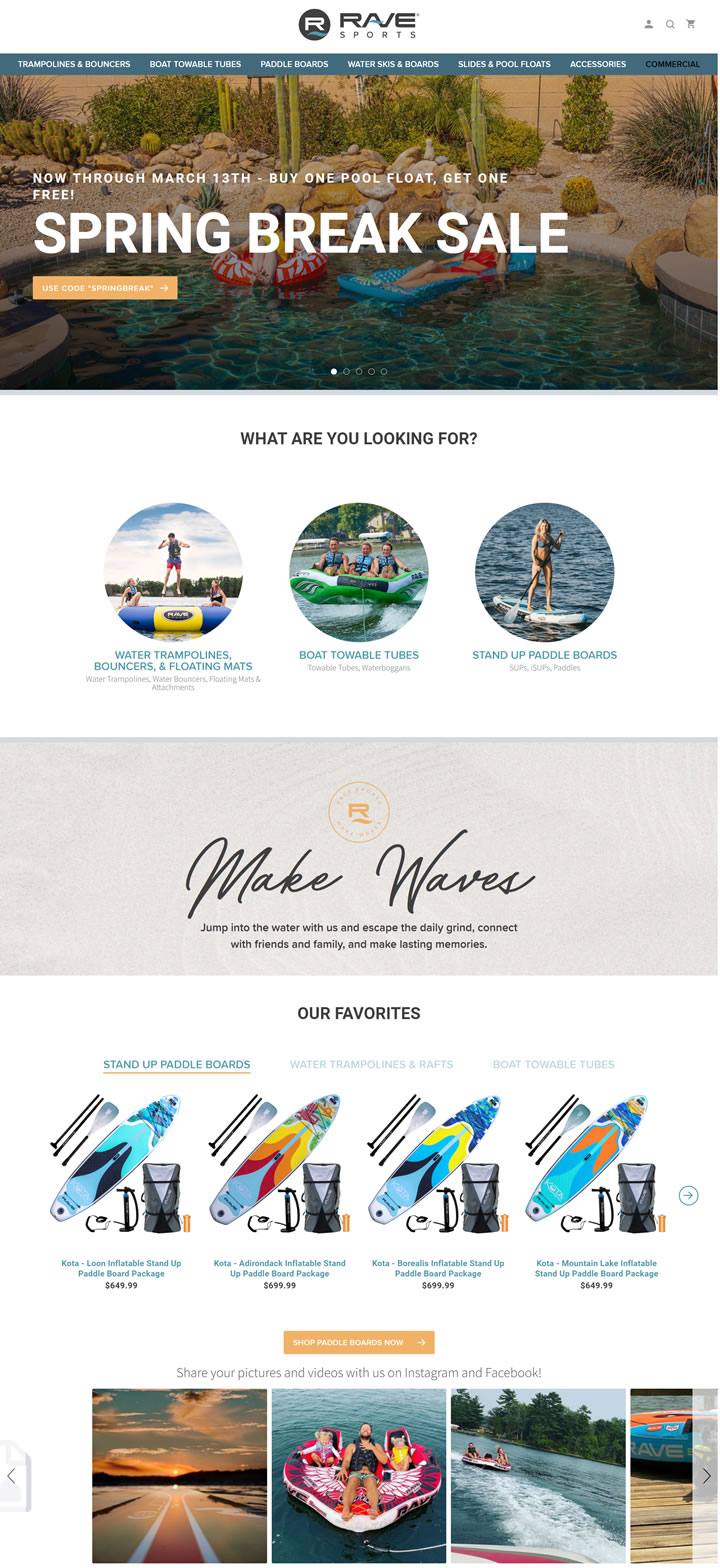 RAVE
SPORTS
TRAMPOLINES & BOUNCERS BOAT TOWABLE TUBES PADDLE BOARDS WATER SKIS & BOARDS SLIDES & POOL FLOATS ACCESSORIES COMMERCIAL
NOW THROUGH MARCH 13TH - BUY ONE POOL FLOAT, GET ONE
FREE!
SPRING BREAK SALE
USE CODE "SPRINGBREAK"
WHAT ARE YOU LOOKING FOR?
RAVE
WATER TRAMPOLINES,
BOUNCERS, & FLOATING MATS
Water Trampolines, Water Bouncers, Floating Mats &
Attachments
BOAT TOWABLE TUBES
Towable Tubes, Waterboggans
STAND UP PADDLE BOARDS
SUPs, iSUPs, Paddles
R
Make Waves
Jump into the water with us and escape the daily grind, connect
with friends and family, and make lasting memories.
OUR FAVORITES
STAND UP PADDLE BOARDS WATER TRAMPOLINES & RAFTS BOAT TOWABLE TUBES
Kota - Loon Inflatable Stand Up
Paddle Board Package
$649.99
Kota - Adirondack Inflatable Stand
Up Paddle Board Package
$699.99
Kota - Borealis Inflatable Stand Up
Paddle Board Package
$699.99
KOTA
Kota - Mountain Lake Inflatable
Stand Up Paddle Board Package
$649.99
SHOP PADDLE BOARDS NOW
Share your pictures and videos with us on Instagram and Facebook!
RAVE
RAVE